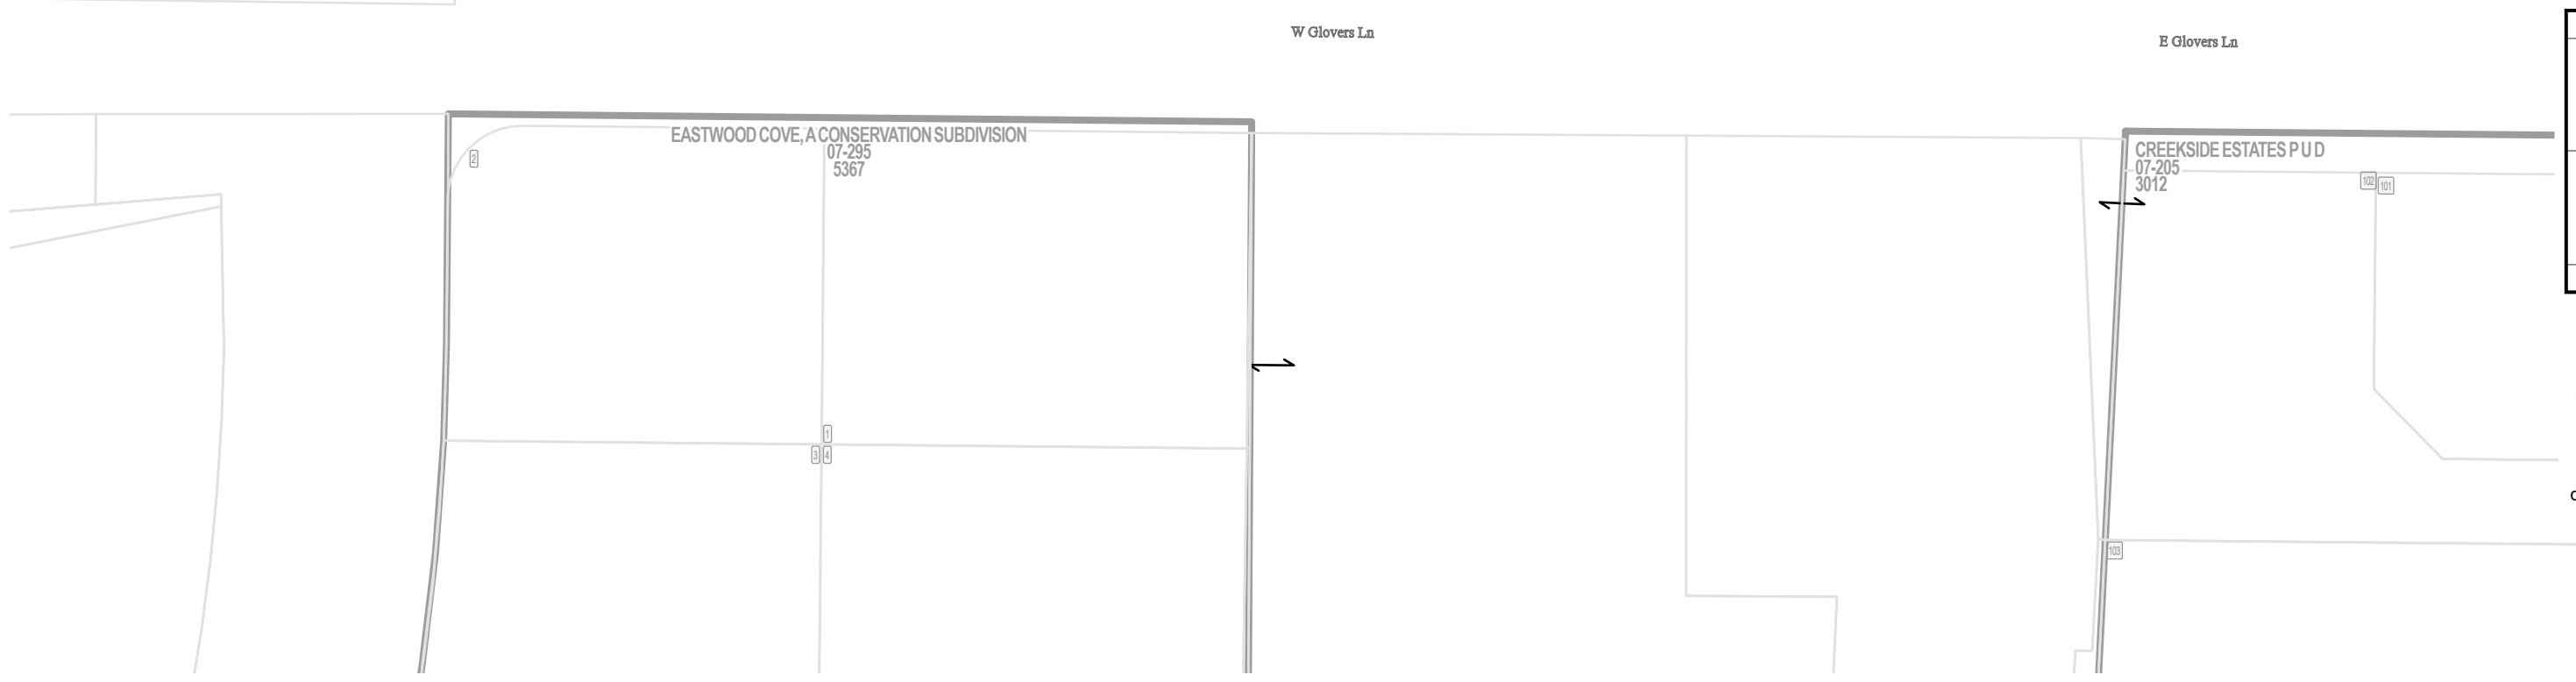 W Glovers Ln
E Glovers Ln
EASTWOOD COVE, A CONSERVATION SUBDIVISION
07-295
5367
2
1
3 4
CREEKSIDE ESTATES P U D
07-205
3012
102 101
103